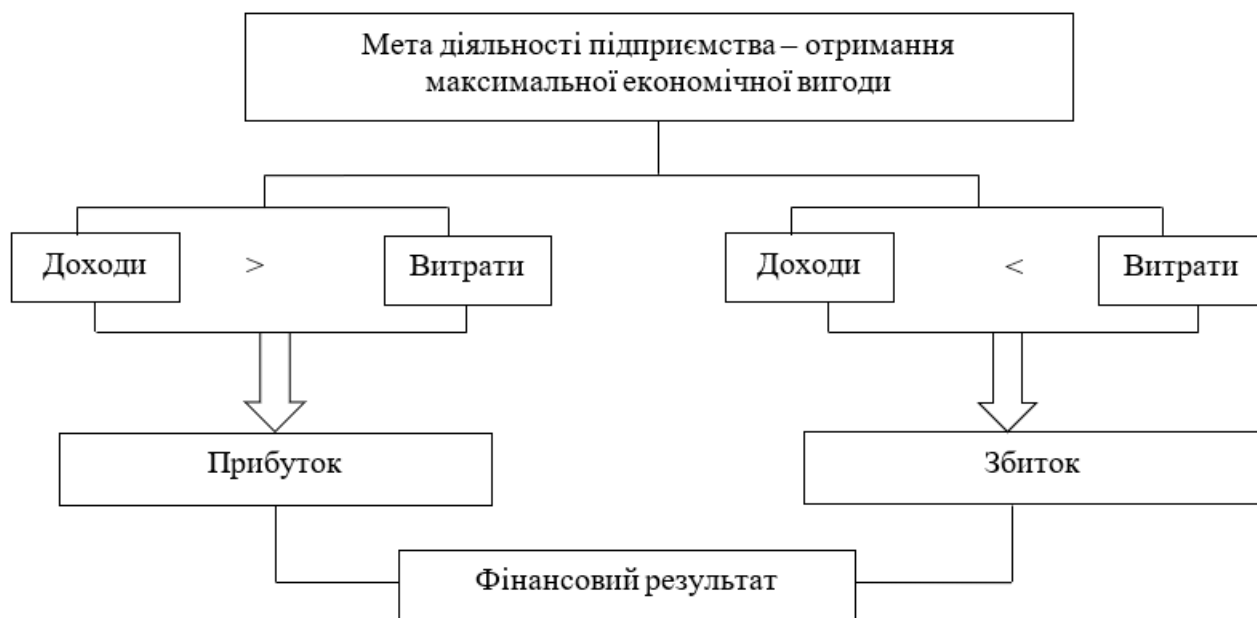 Мета діяльності підприємства – отримання
максимальної економічної вигоди
Доходи > Витрати
Доходи < Витрати
Прибуток
Збиток
Фінансовий результат